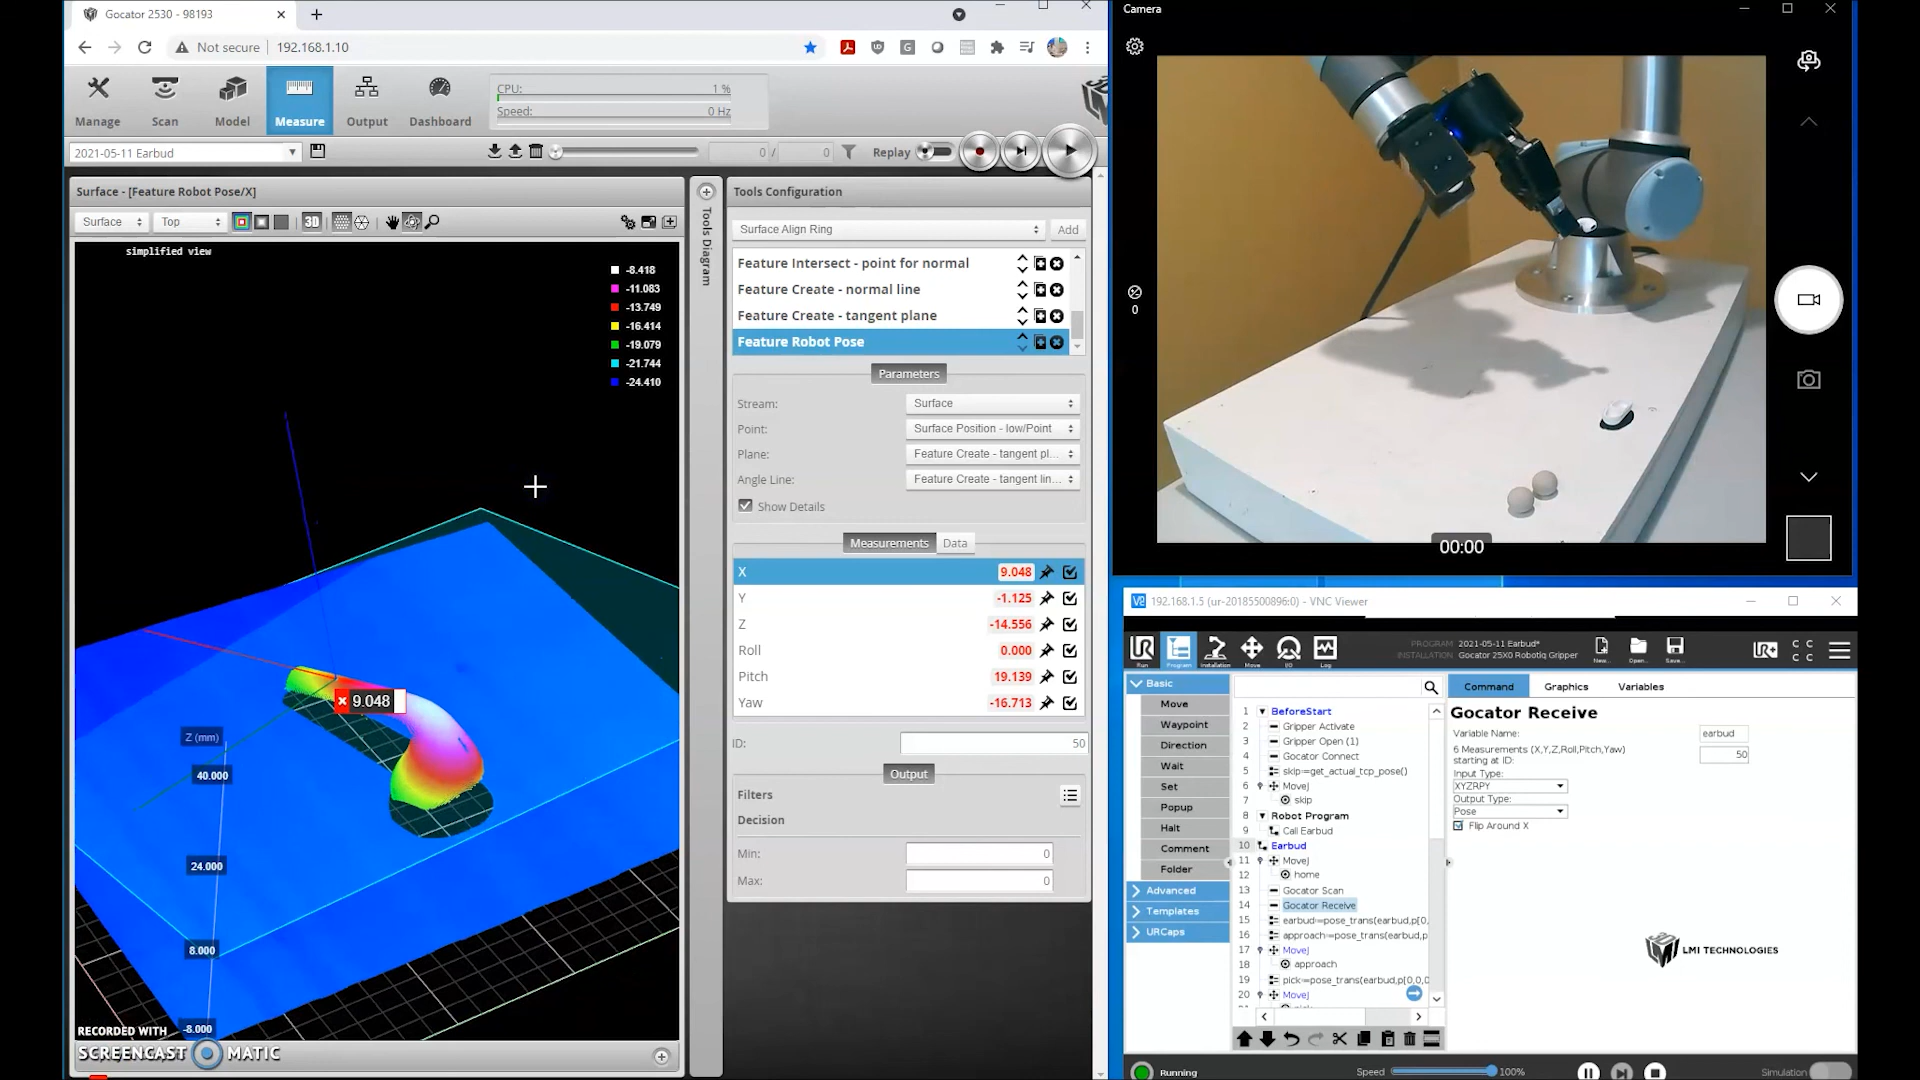 Gocator 2530 - 98193
Not secure
192.168.1.10
Manage
Scan
Model
Measure
Output
Dashboard
CPU:
1 %
Speed:
0 Hz
2021-05-11 Earbud
0 / 0
Replay
Surface - [Feature Robot Pose/X]
Surface
Top
3D
simplified view
-8.418
-11.083
-13.749
-16.414
-19.079
-21.744
-24.410
9.048
Z (mm)
40.000
24.000
8.000
-8.000
RECORDED WITH
SCREENCAST MATIC
Tools Diagram
Tools Configuration
Surface Align Ring
Add
Feature Intersect - point for normal
Feature Create - normal line
Feature Create - tangent plane
Feature Robot Pose
Parameters
Stream:
Surface
Point:
Surface Position - low/Point
Plane:
Feature Create - tangent pl...
Angle Line:
Feature Create - tangent lin...
Show Details
Measurements
Data
X
9.048
Y
-1.125
Z
-14.556
Roll
0.000
Pitch
19.139
Yaw
-16.713
ID:
50
Output
Filters
Decision
Min:
0
Max:
0
Camera
0
00:00
192.168.1.5 (ur-20185500896:0) - VNC Viewer
Run
Program
Installation
Move
I/O
Log
PROGRAM 2021-05-11 Earbud*
INSTALLATION Gocator 25X0 Robotiq Gripper
New...
Open...
Save...
UR+
C C
C C
Basic
Move
Waypoint
Direction
Wait
Set
Popup
Halt
Comment
Folder
Advanced
Templates
URCaps
1 BeforeStart
2 Gripper Activate
3 Gripper Open (1)
4 Gocator Connect
5 skip:=get_actual_tcp_pose()
6 MoveJ
7 skip
8 Robot Program
9 Call Earbud
10 Earbud
11 MoveJ
12 home
13 Gocator Scan
14 Gocator Receive
15 earbud:=pose_trans(earbud,p[0,
16 approach:=pose_trans(earbud,p
17 MoveJ
18 approach
19 pick:=pose_trans(earbud,p[0,0,0
20 MoveJ
Command
Graphics
Variables
Gocator Receive
Variable Name:
earbud
6 Measurements (X,Y,Z,Roll,Pitch,Yaw)
starting at ID:
50
Input Type:
XYZRPY
Output Type:
Pose
Flip Around X
LMI TECHNOLOGIES
Running
Speed
100%
Simulation